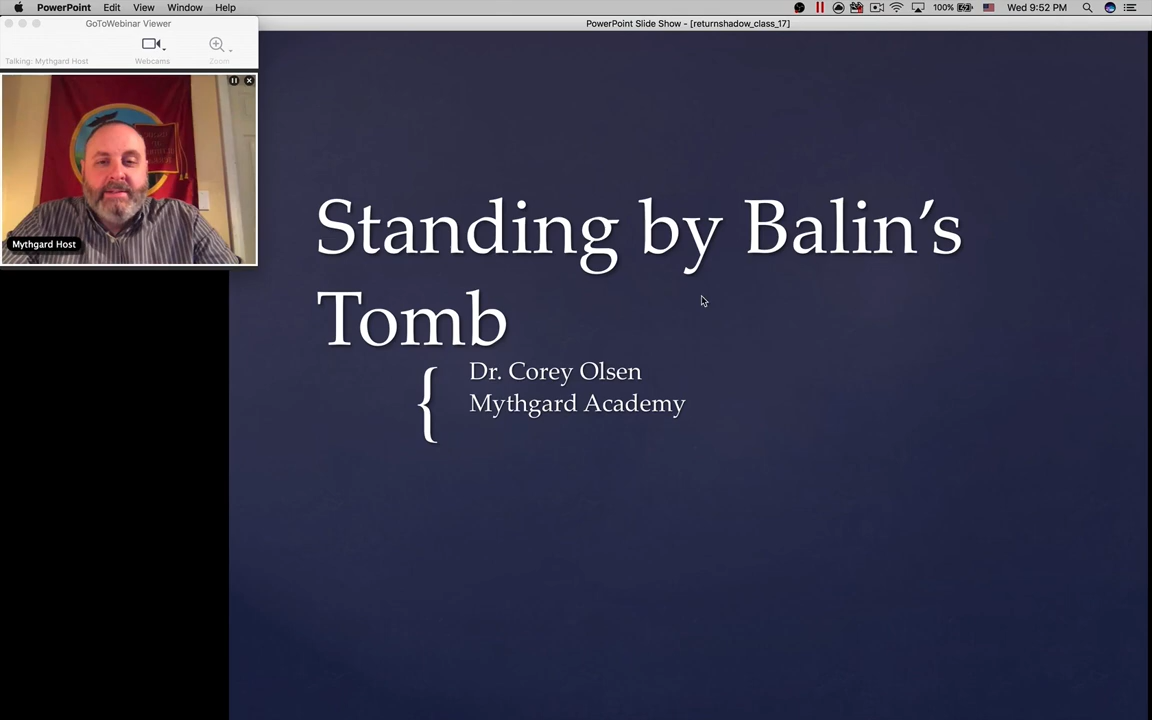 PowerPoint Edit View Window Help 100% Wed 9:52 PM
GoToWebinar Viewer
PowerPoint Slide Show - [returnshadow_class_17]
Talking: Mythgard Host Webcams Zoom
Mythgard Host
Standing by Balin’s
Tomb
Dr. Corey Olsen
{ Mythgard Academy